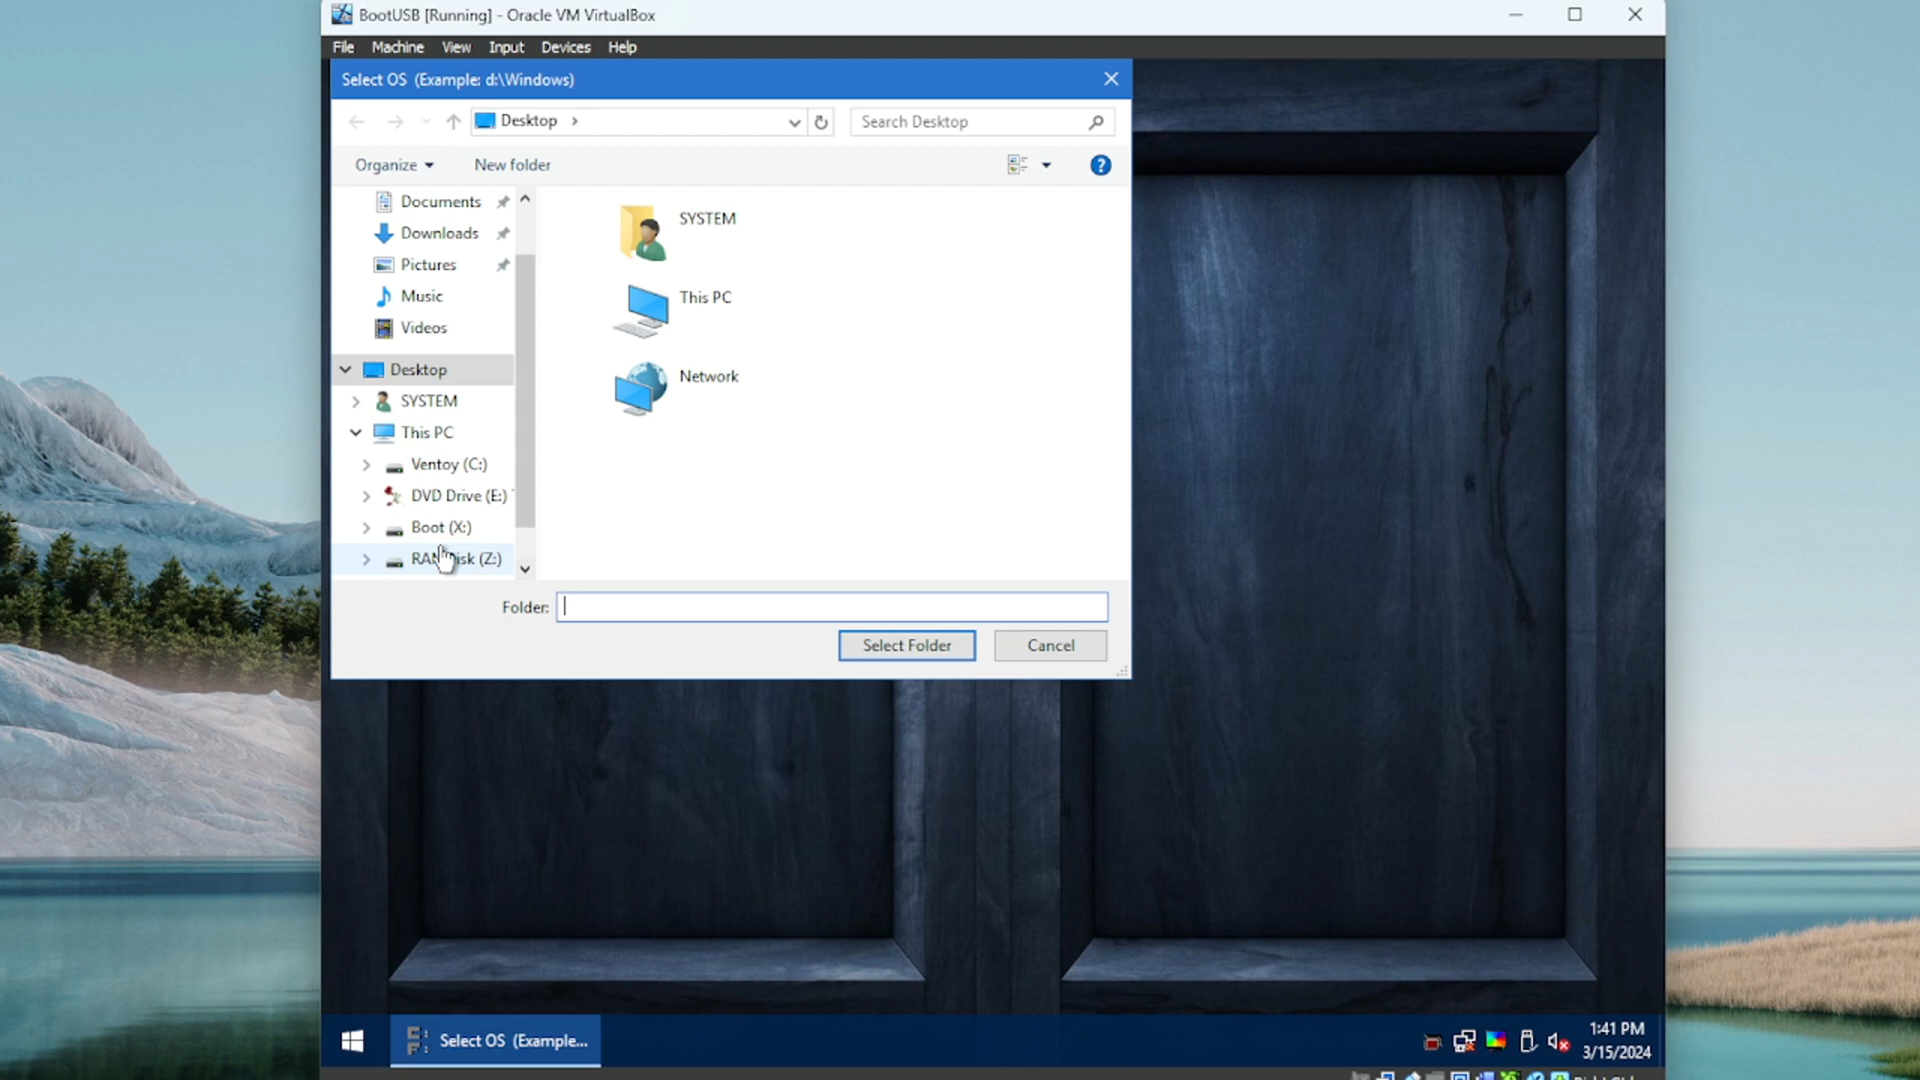 BootUSB [Running] - Oracle VM VirtualBox
File Machine View Input Devices Help
Select OS (Example: d:\Windows)
Desktop
Search Desktop
Organize New folder
Documents
Downloads
Pictures
Music
Videos
Desktop
SYSTEM
This PC
Ventoy (C:)
DVD Drive (E:)
Boot (X:)
(Z:)
SYSTEM
This PC
Network
Folder:
Select Folder Cancel
Select OS (Example...
1:41 PM
3/15/2024